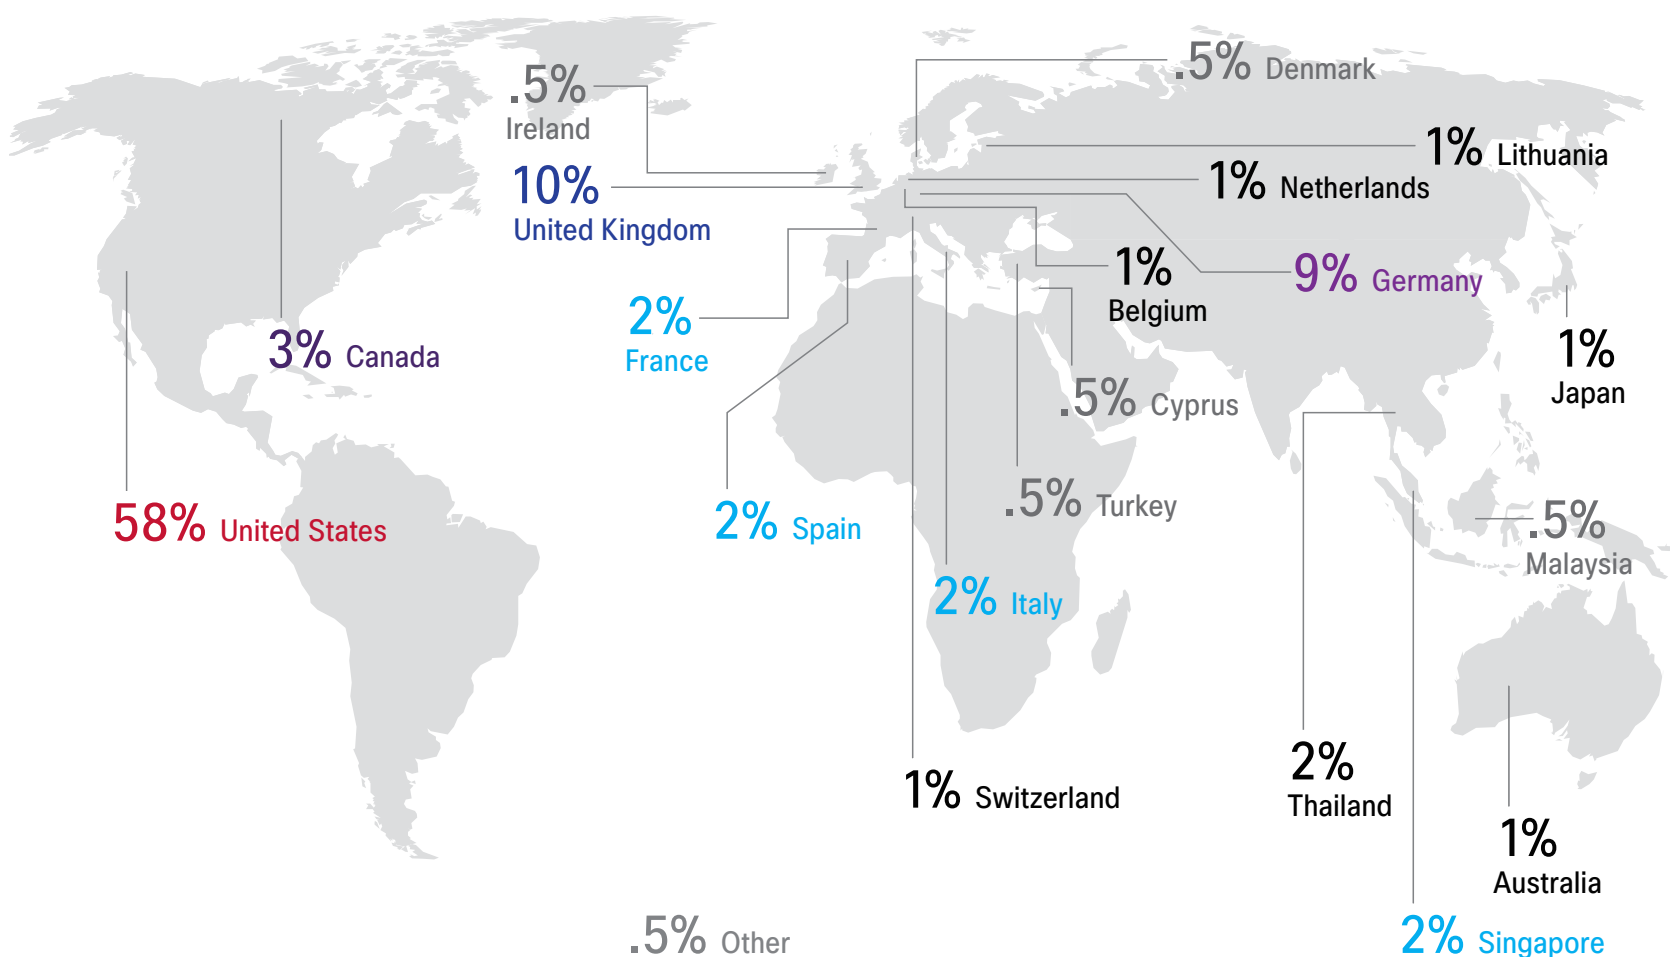 .5% Denmark
.5%
Ireland
1% Lithuania
10%
United Kingdom
1% Netherlands
1%
Belgium
9% Germany
2%
France
3% Canada
1%
Japan
.5% Cyprus
58% United States
2% Spain
.5% Turkey
.5%
Malaysia
2% Italy
1% Switzerland
2%
Thailand
1%
Australia
.5% Other
2% Singapore